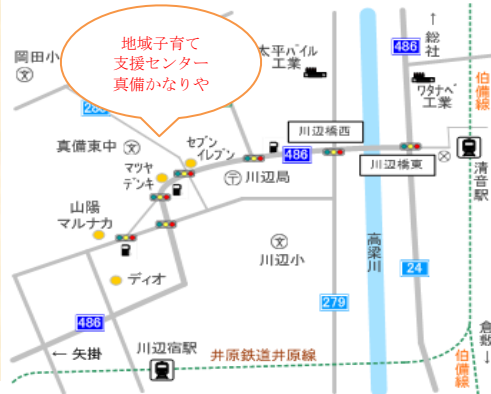 地域子育て
支援センター
真備かなりや
岡田小
太平パイル
工業
486
↑
総社
ワタナベ
工業
伯備線
真備東中
セブン
イレブン
川辺橋西
486
マツヤ
デンキ
川辺局
川辺橋東
清音駅
山陽
マルナカ
川辺小
高梁川
24
ディオ
279
486
← 矢掛
川辺宿駅
井原鉄道井原線
倉敷
↓
伯備線